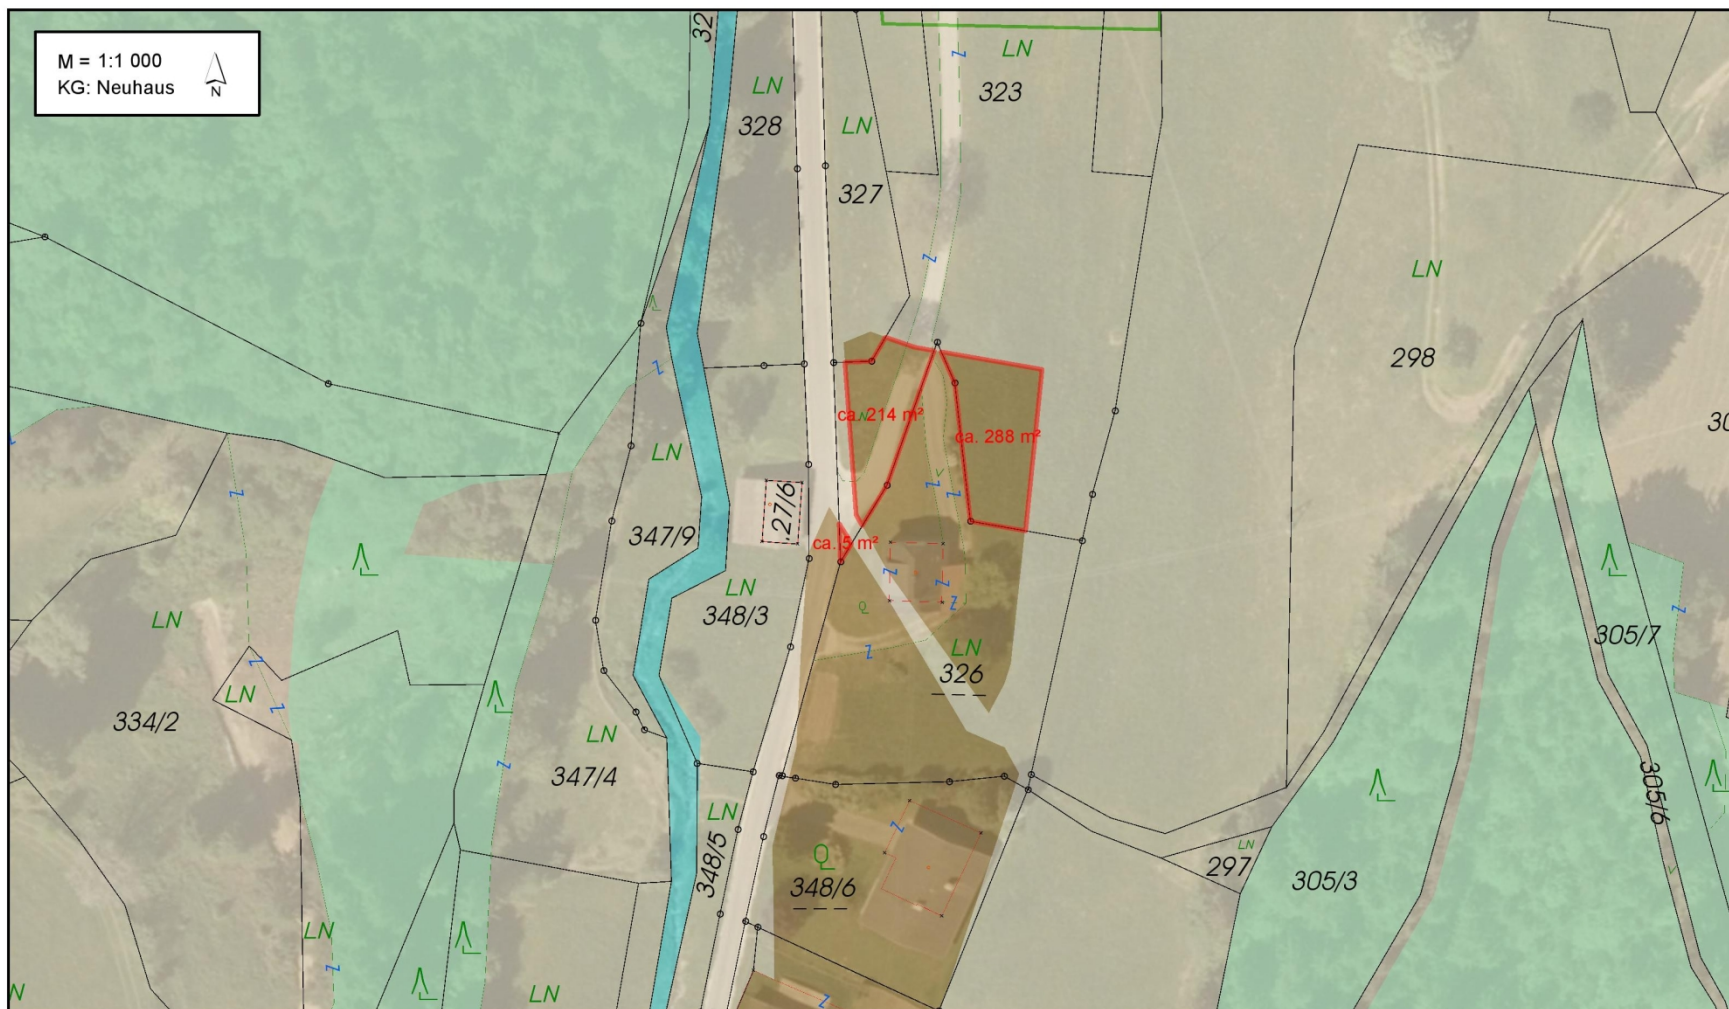 M = 1:1 000
KG: Neuhaus
N
32
LN
323
LN
328
LN
327
LN
298
30
ca. 214 m²
N
ca. 288 m²
LN
347/9
.27/6
ca. 5 m²
LN
348/3
Q
LN
326
LN
LN
334/2
305/7
LN
347/4
305/6
LN
348/5
Q
348/6
LN
297
305/3
V
V
LN
LN
N